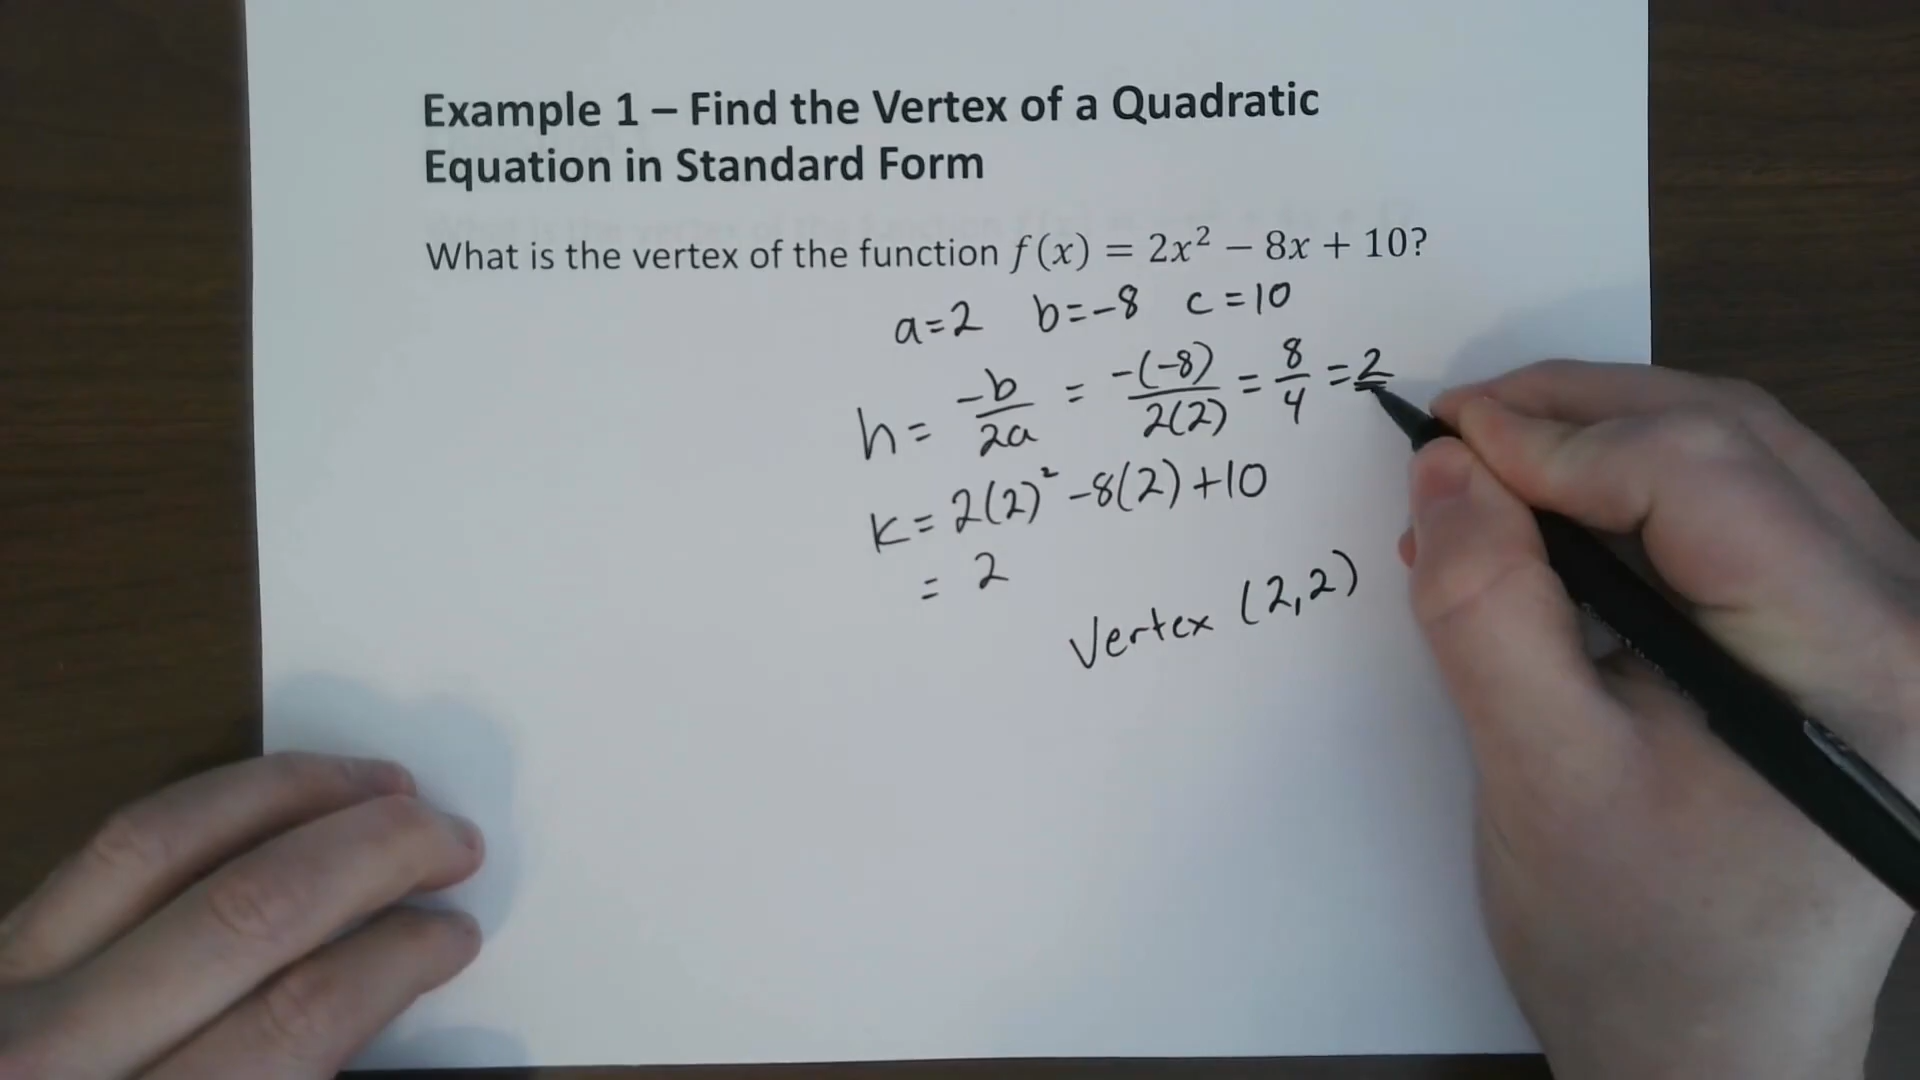 Example 1 – Find the Vertex of a Quadratic
Equation in Standard Form
What is the vertex of the function f(x) = 2x² − 8x + 10?
a=2 b=-8 c=10
h = -b/2a = -(-8)/2(2) = 8/4 = 2
k = 2(2)² -8(2) +10
= 2
Vertex (2,2)